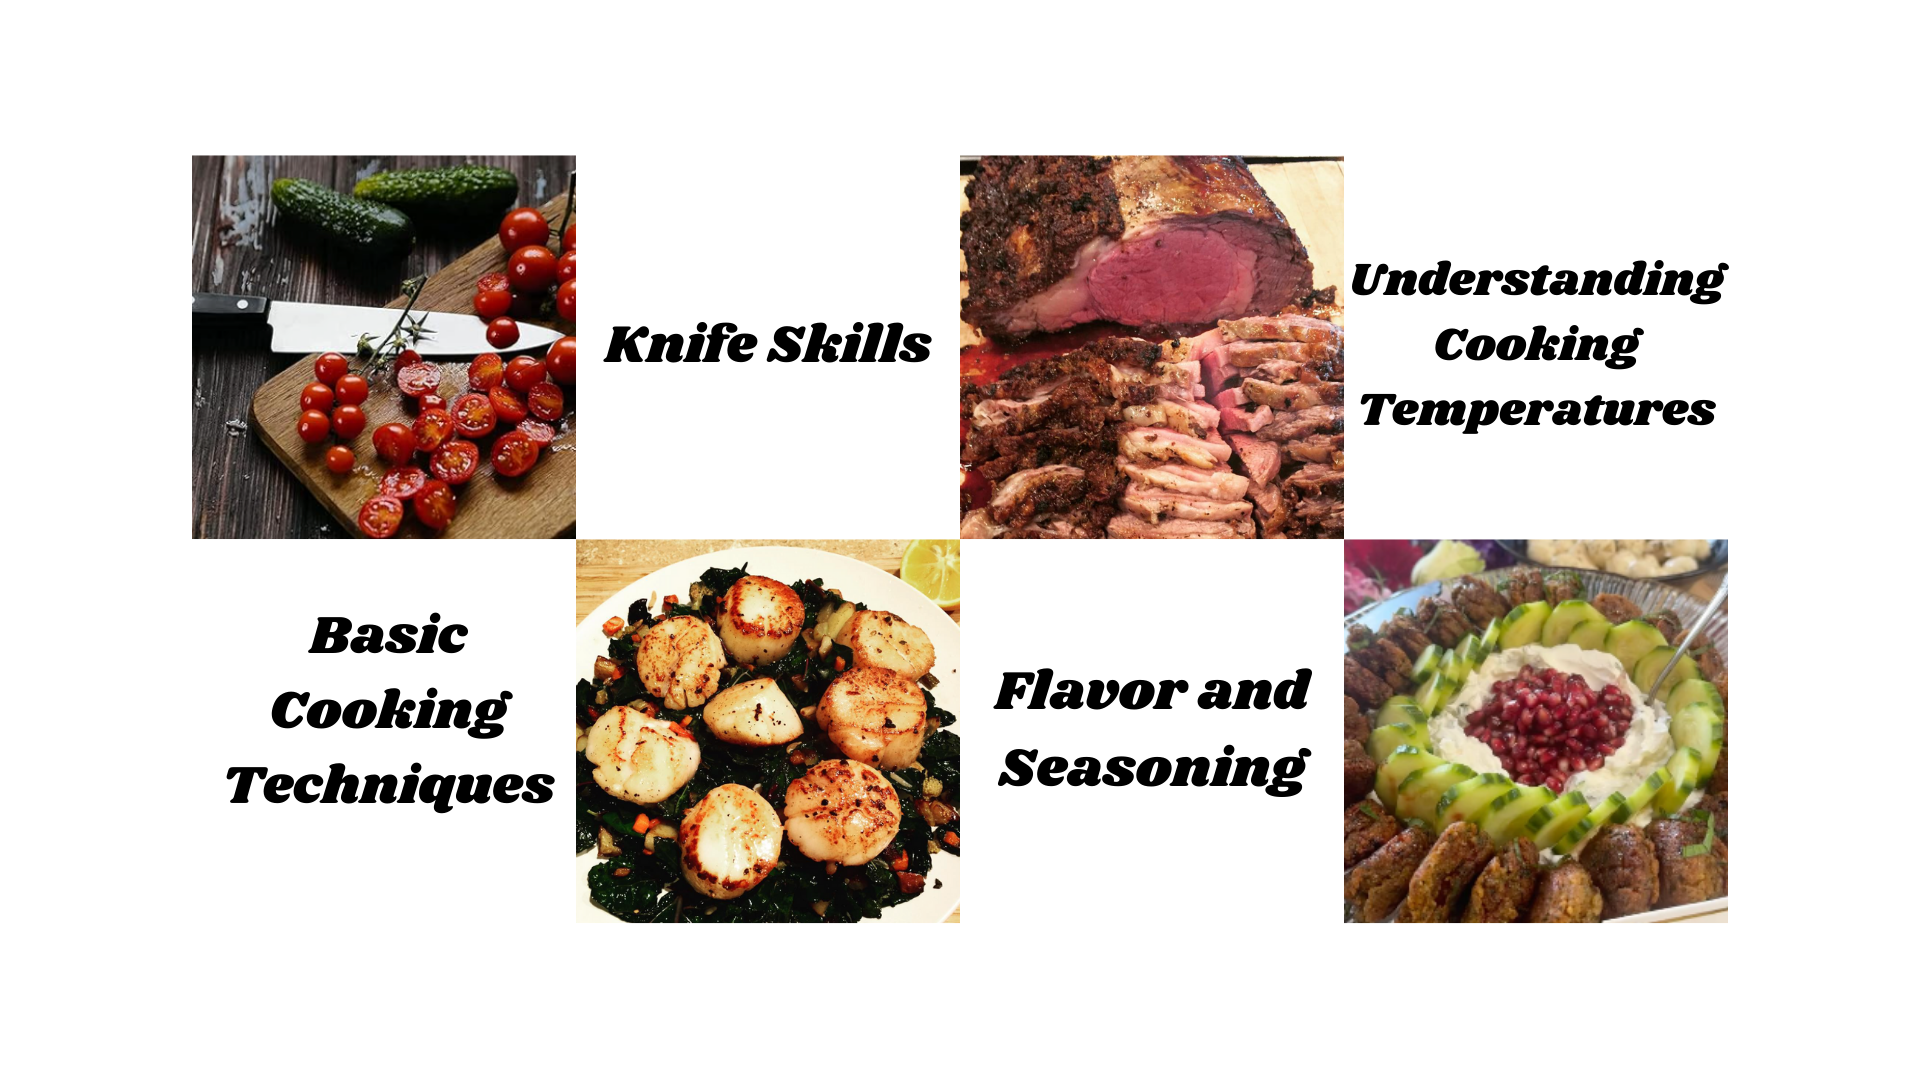 Knife Skills
Understanding
Cooking
Temperatures
Basic
Cooking
Techniques
Flavor and
Seasoning